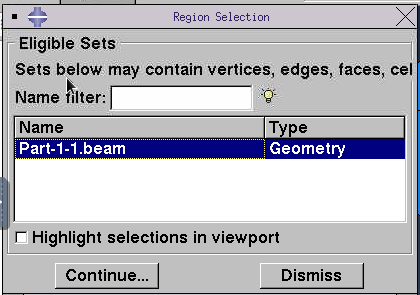 Region Selection
Eligible Sets
Sets below may contain vertices, edges, faces, cel
Name filter:
Name Type
Part-1-1.beam Geometry
Highlight selections in viewport
Continue... Dismiss